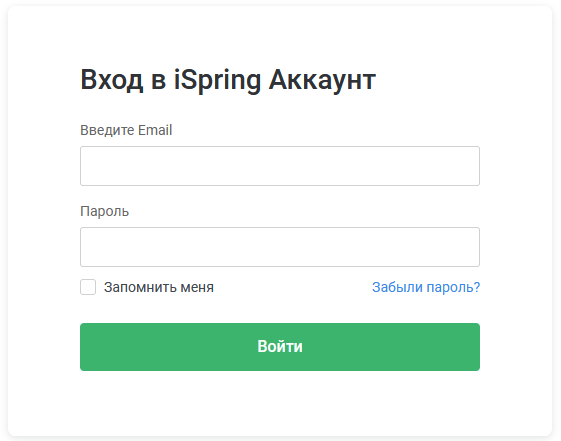 Вход в iSpring Аккаунт
Введите Email
Пароль
Запомнить меня Забыли пароль?
Войти